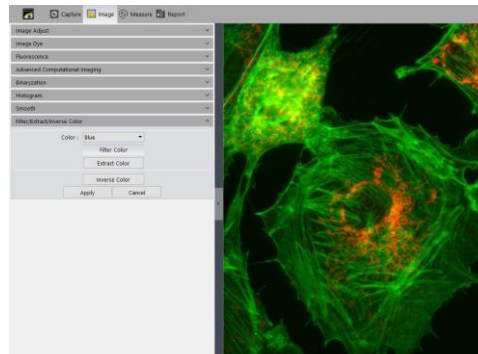 Capture Image Measure Report
Image Adjust
Image Dye
Fluorescence
Advanced Computational Imaging
Binaryzation
Histogram
Smooth
Filter/Extract/Inverse Color
Color : Blue
Filter Color
Extract Color
Inverse Color
Apply Cancel